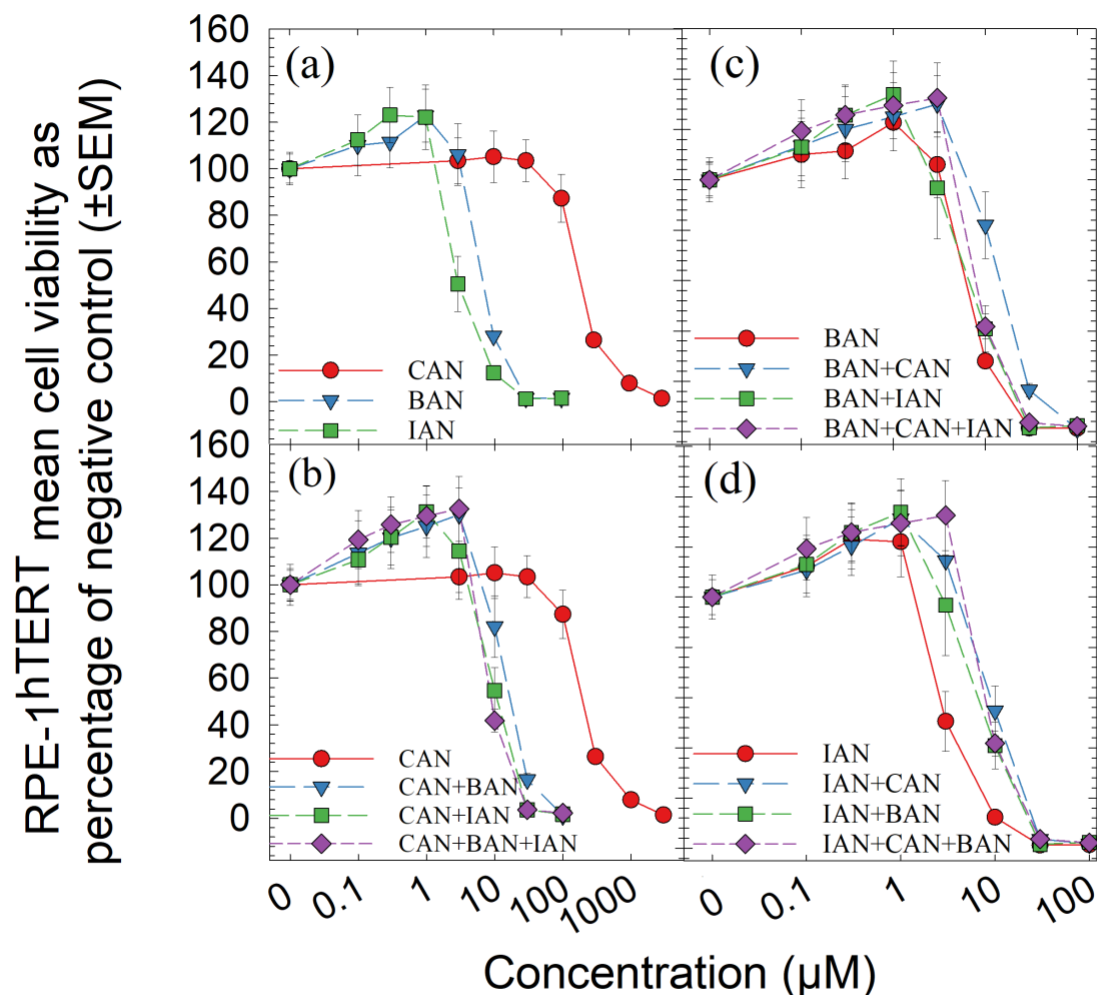 RPE-1hTERT mean cell viability as
percentage of negative control (±SEM)
160
140
120
100
80
60
40
20
0
(a)
CAN
BAN
IAN
(c)
BAN
BAN+CAN
BAN+IAN
BAN+CAN+IAN
160
140
120
100
80
60
40
20
0
(b)
CAN
CAN+BAN
CAN+IAN
CAN+BAN+IAN
(d)
IAN
IAN+CAN
IAN+BAN
IAN+CAN+BAN
0 0.1 1 10 100 1000
0 0.1 1 10 100
Concentration (µM)